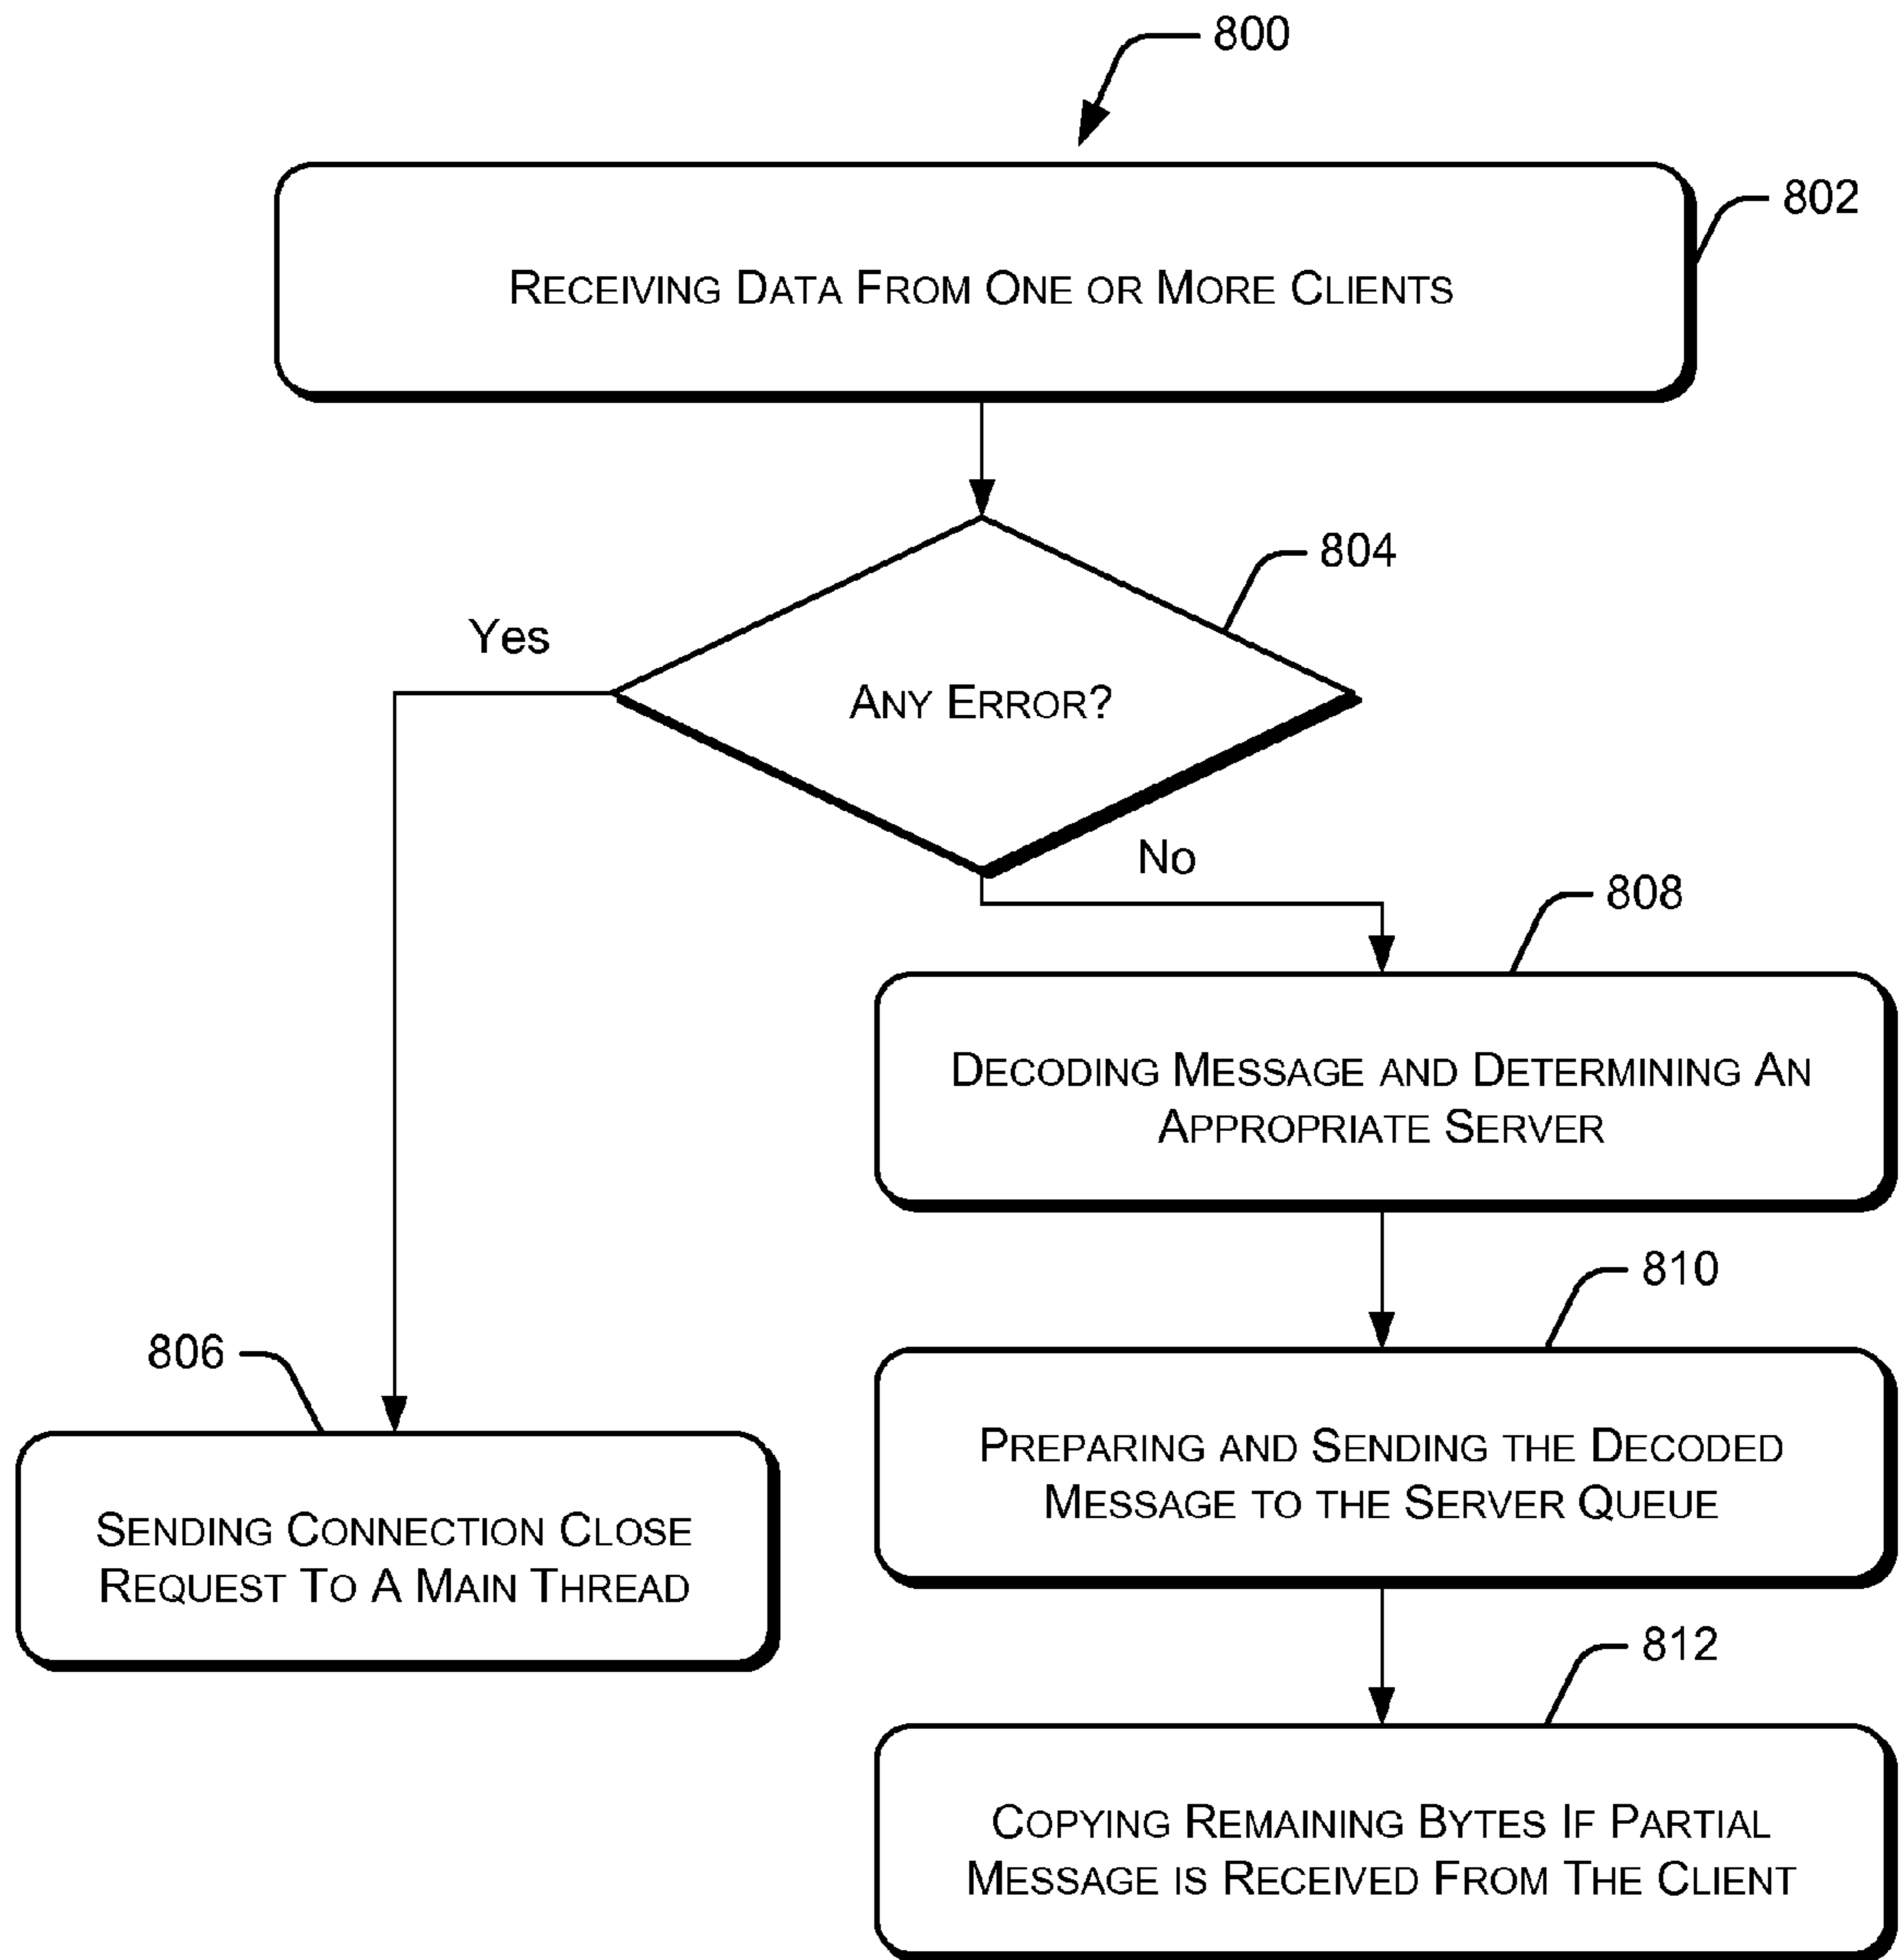 800
802
RECEIVING DATA FROM ONE OR MORE CLIENTS
804
Yes
ANY ERROR?
No
808
DECODING MESSAGE AND DETERMINING AN
APPROPRIATE SERVER
810
806
PREPARING AND SENDING THE DECODED
MESSAGE TO THE SERVER QUEUE
SENDING CONNECTION CLOSE
REQUEST TO A MAIN THREAD
812
COPYING REMAINING BYTES IF PARTIAL
MESSAGE IS RECEIVED FROM THE CLIENT